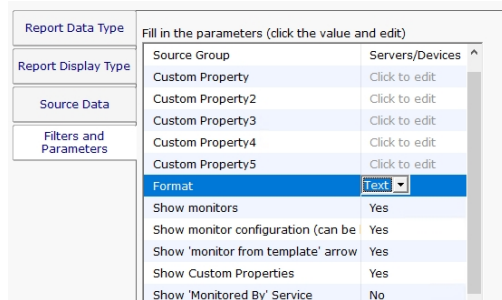 Report Data Type
Report Display Type
Source Data
Filters and
Parameters
Fill in the parameters (click the value and edit)
Source Group Servers/Devices
Custom Property Click to edit
Custom Property2 Click to edit
Custom Property3 Click to edit
Custom Property4 Click to edit
Custom Property5 Click to edit
Format Text
Show monitors Yes
Show monitor configuration (can be Yes
Show 'monitor from template' arrow Yes
Show Custom Properties Yes
Show 'Monitored By' Service No